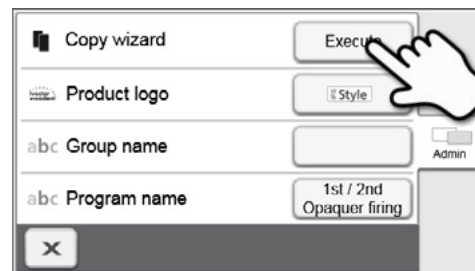 Copy wizard
Execute
Product logo
Style
abc Group name
Admin
abc Program name
1st / 2nd
Opaquer firing